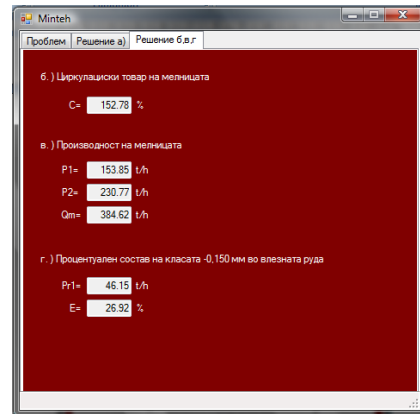 Minteh
Проблем Решение а) Решение б,в,г
б. ) Циркулациски товар на мелницата
C= 152.78 %
в. ) Производност на мелницата
P1= 153.85 t/h
P2= 230.77 t/h
Qm= 384.62 t/h
г. ) Процентуален состав на класата -0,150 мм во влезната руда
Pr1= 46.15 t/h
E= 26.92 %